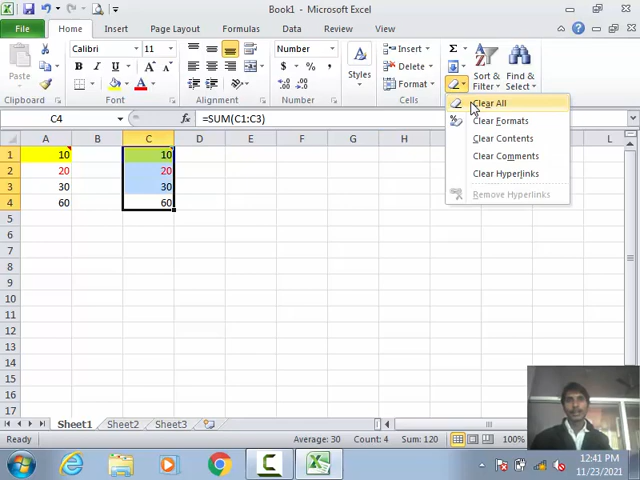 Book1 - Microsoft Excel
File Home Insert Page Layout Formulas Data Review View
Calibri 11 Number Insert Σ
Paste B I U A A $ % , Styles Delete Sort & Filter Find & Select
Format
Clipboard Font Alignment Number Cells
Clear All
Clear Formats
Clear Contents
Clear Comments
Clear Hyperlinks
Remove Hyperlinks
C4 fx =SUM(C1:C3)
A B C D E F G H L
1 10 10
2 20 20
3 30 30
4 60 60
5
6
7
8
9
10
11
12
13
14
15
16
17
Sheet1 Sheet2 Sheet3
Ready Average: 30 Count: 4 Sum: 120 100%
12:41 PM
11/23/2021